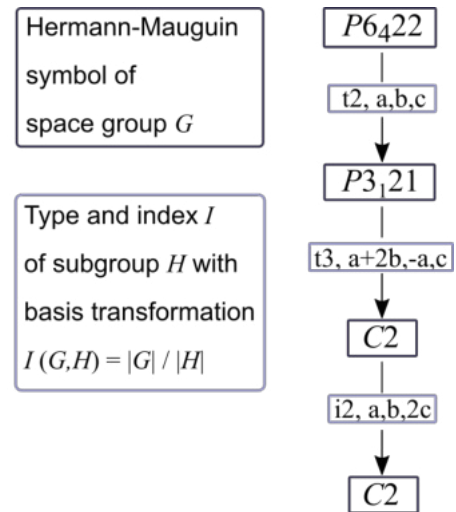 Hermann-Mauguin
symbol of
space group G
P6₄22
t2, a,b,c
P3₁21
Type and index I
of subgroup H with
basis transformation
I (G,H) = |G| / |H|
t3, a+2b,-a,c
C2
i2, a,b,2c
C2